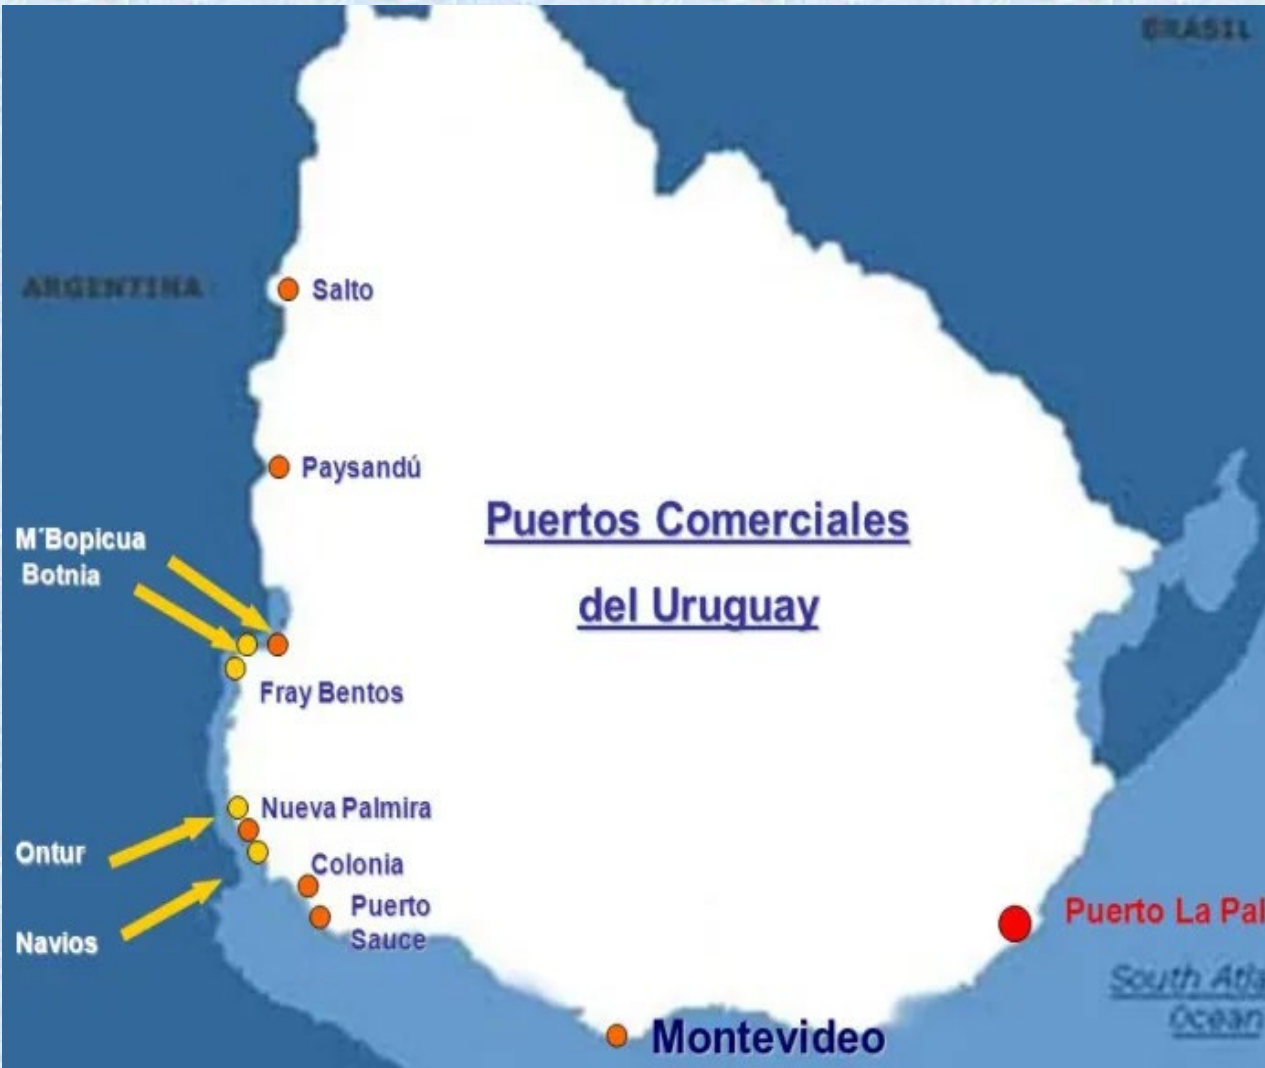 BRASIL
ARGENTINA
Salto
Paysandú
Puertos Comerciales
del Uruguay
M´Bopicua
Botnia
Fray Bentos
Nueva Palmira
Ontur
Colonia
Puerto
Sauce
Navios
Puerto La Pal
South Atla
Ocean
Montevideo